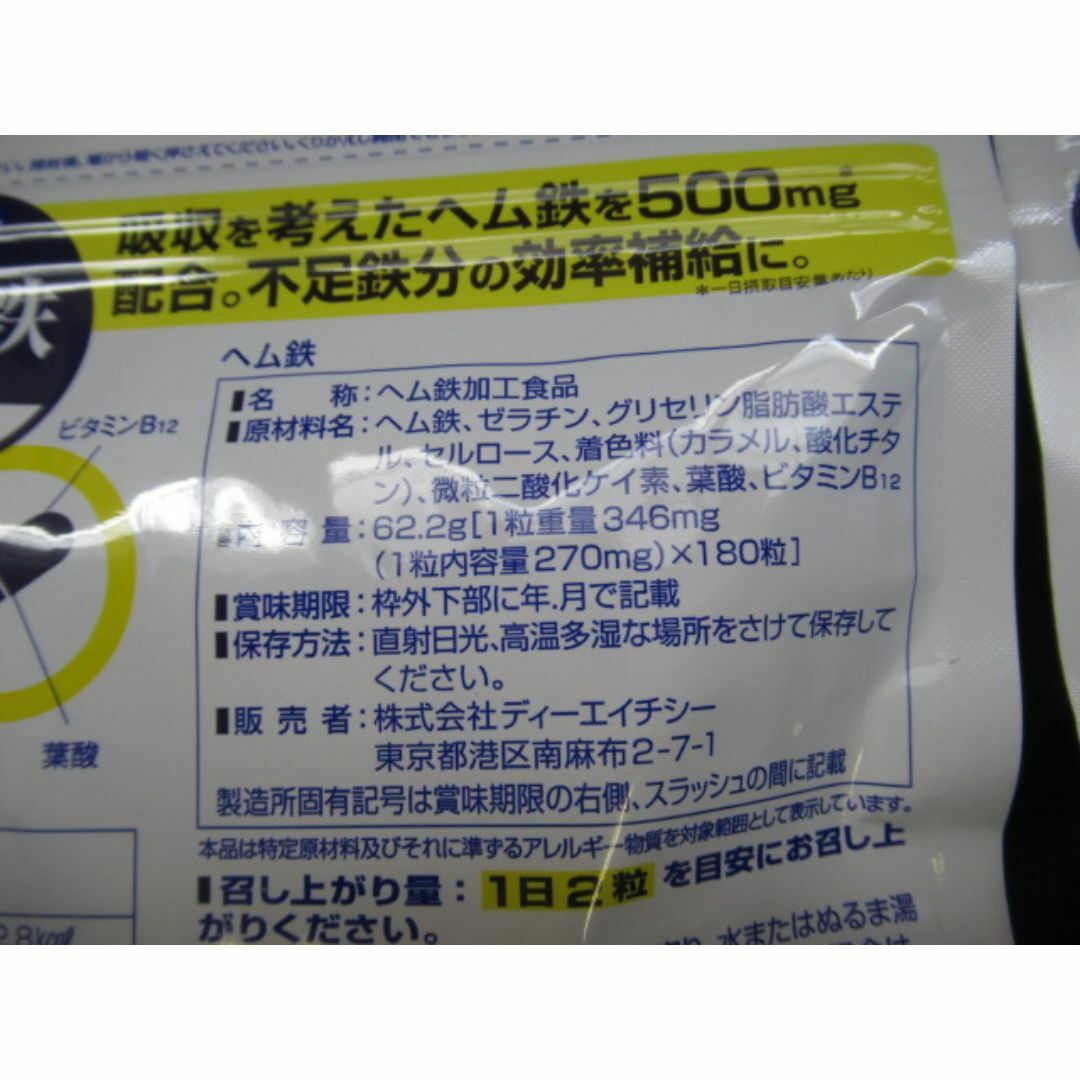 吸収を考えたヘム鉄を500mg*
配合。不足鉄分の効率補給に。
*一日摂取目安量あたり
鉄
ビタミンB12
葉酸
ヘム鉄
■名 称:ヘム鉄加工食品
■原材料名:ヘム鉄、ゼラチン、グリセリン脂肪酸エステ
ル、セルロース、着色料(カラメル、酸化チタ
ン)、微粒二酸化ケイ素、葉酸、ビタミンB12
■内容量:62.2g[1粒重量346mg
(1粒内容量270mg)×180粒]
■賞味期限:枠外下部に年.月で記載
■保存方法:直射日光、高温多湿な場所をさけて保存して
ください。
■販売者:株式会社ディーエイチシー
東京都港区南麻布2-7-1
製造所固有記号は賞味期限の右側、スラッシュの間に記載
本品は特定原材料及びそれに準ずるアレルギー物質を対象範囲として表示しています。
■召し上がり量:1日2粒を目安にお召し上
がりください。
水またはぬるま湯